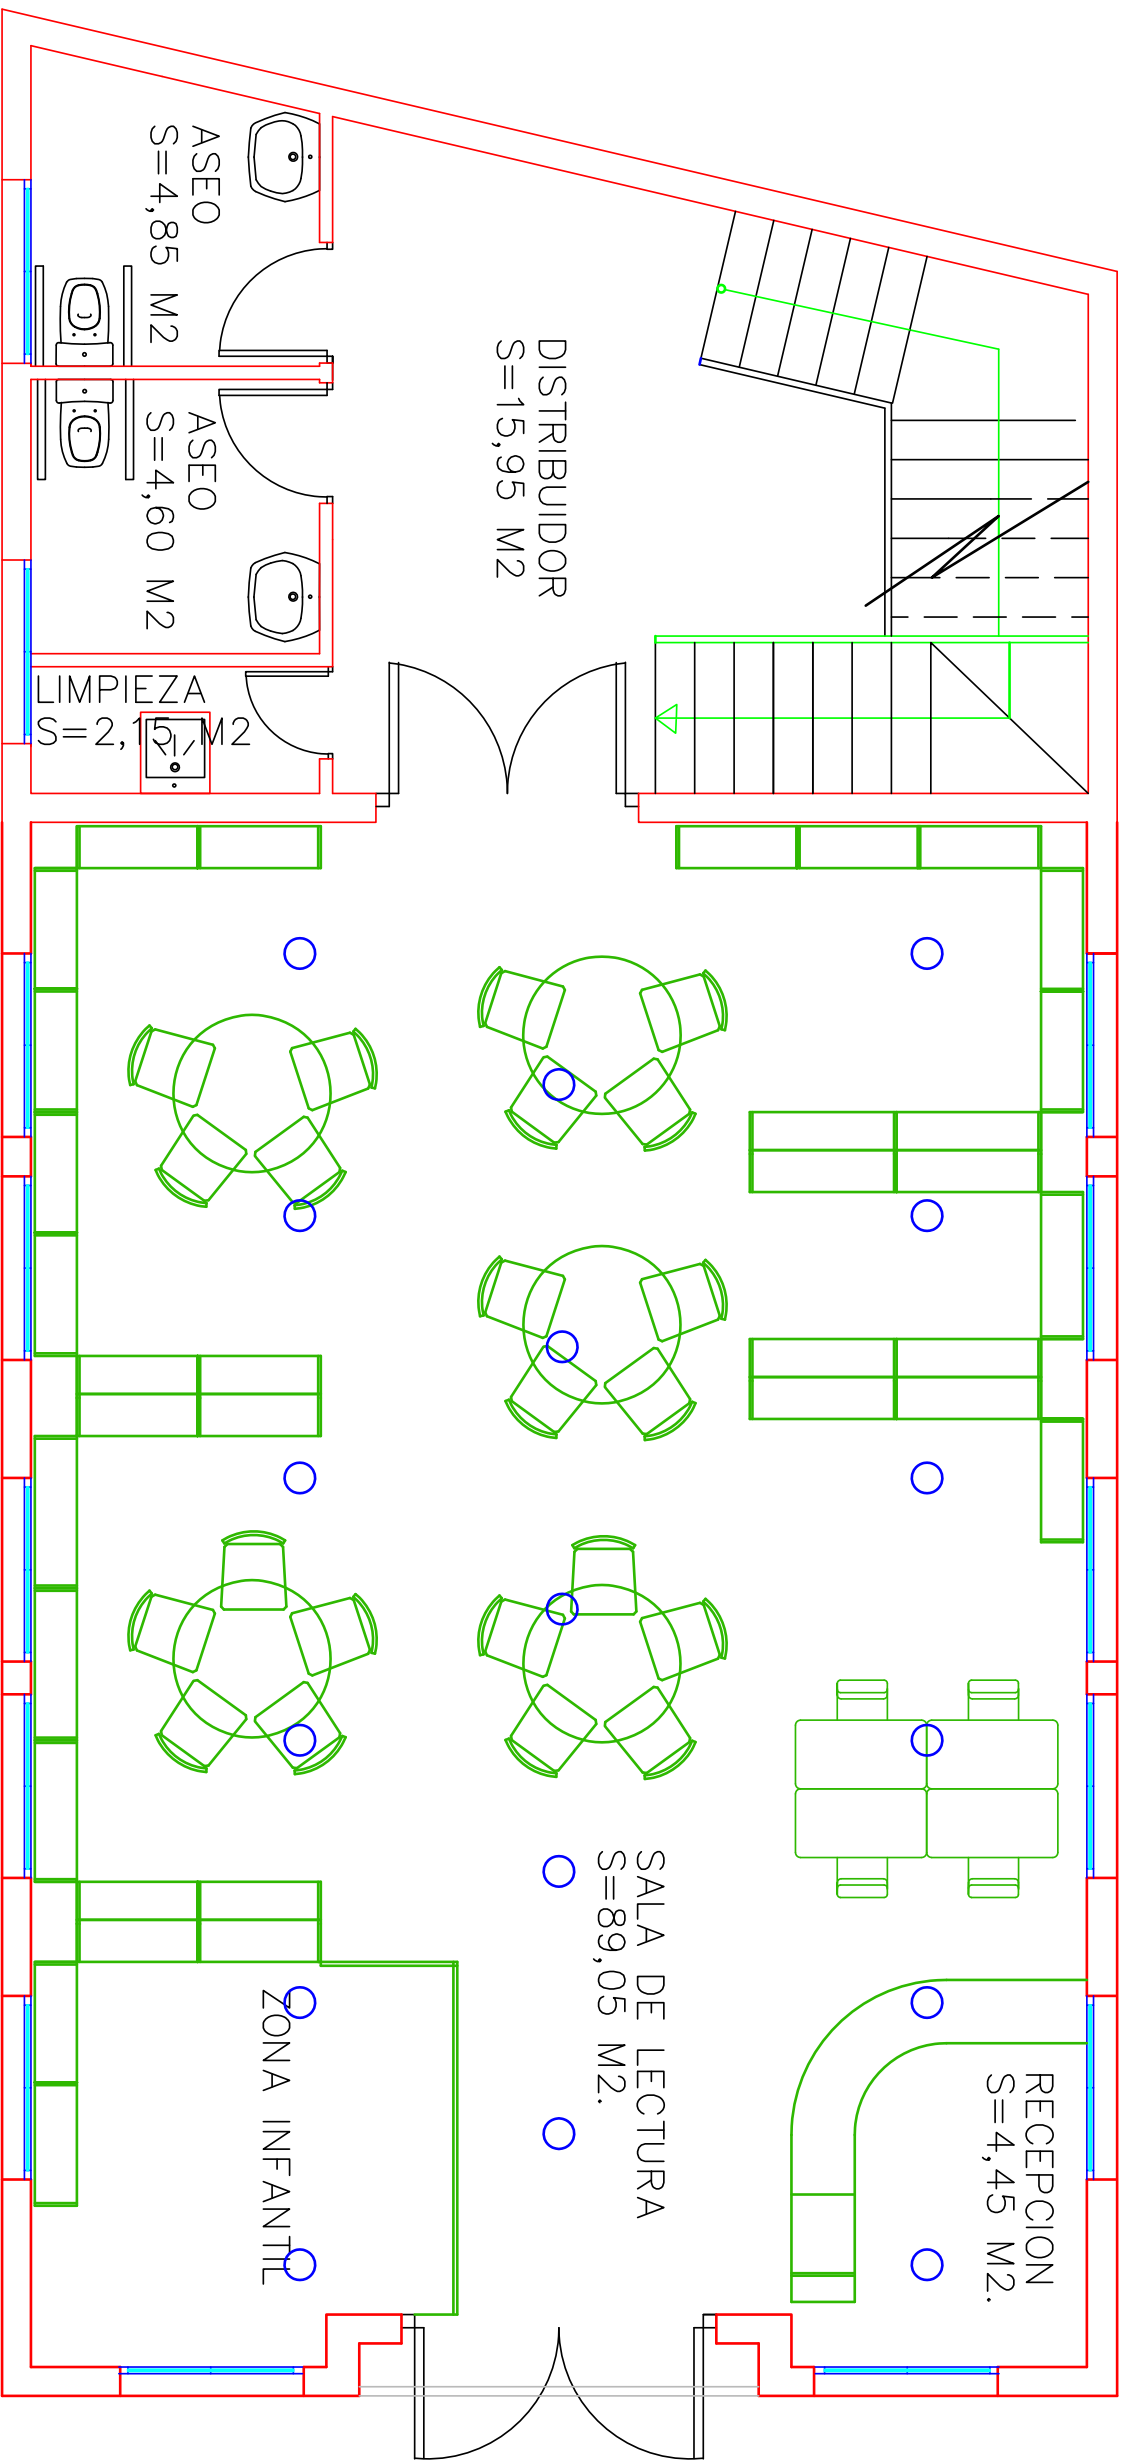 ASEO
S=4,85 M2
ASEO
S=4,60 M2
LIMPIEZA
S=2,15 M2
DISTRIBUIDOR
S=15,95 M2
SALA DE LECTURA
S=89,05 M2.
RECEPCION
S=4,45 M2.
ZONA INFANTIL